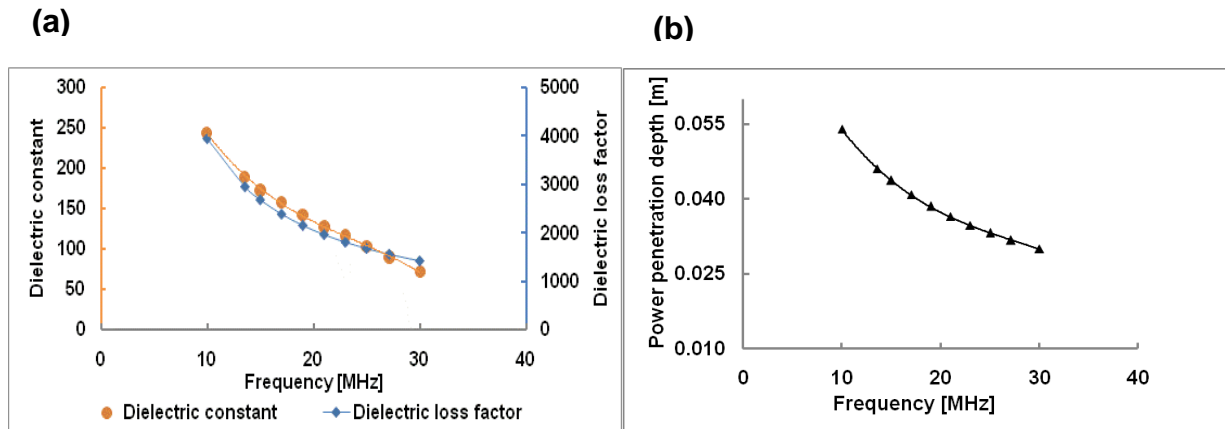 (a)
(b)
300
250
200
150
100
50
0
Dielectric constant
5000
4000
3000
2000
1000
0
Dielectric loss factor
0 10 20 30 40
Frequency [MHz]
Dielectric constant Dielectric loss factor
Power penetration depth [m]
0.055
0.040
0.025
0.010
0 10 20 30 40
Frequency [MHz]